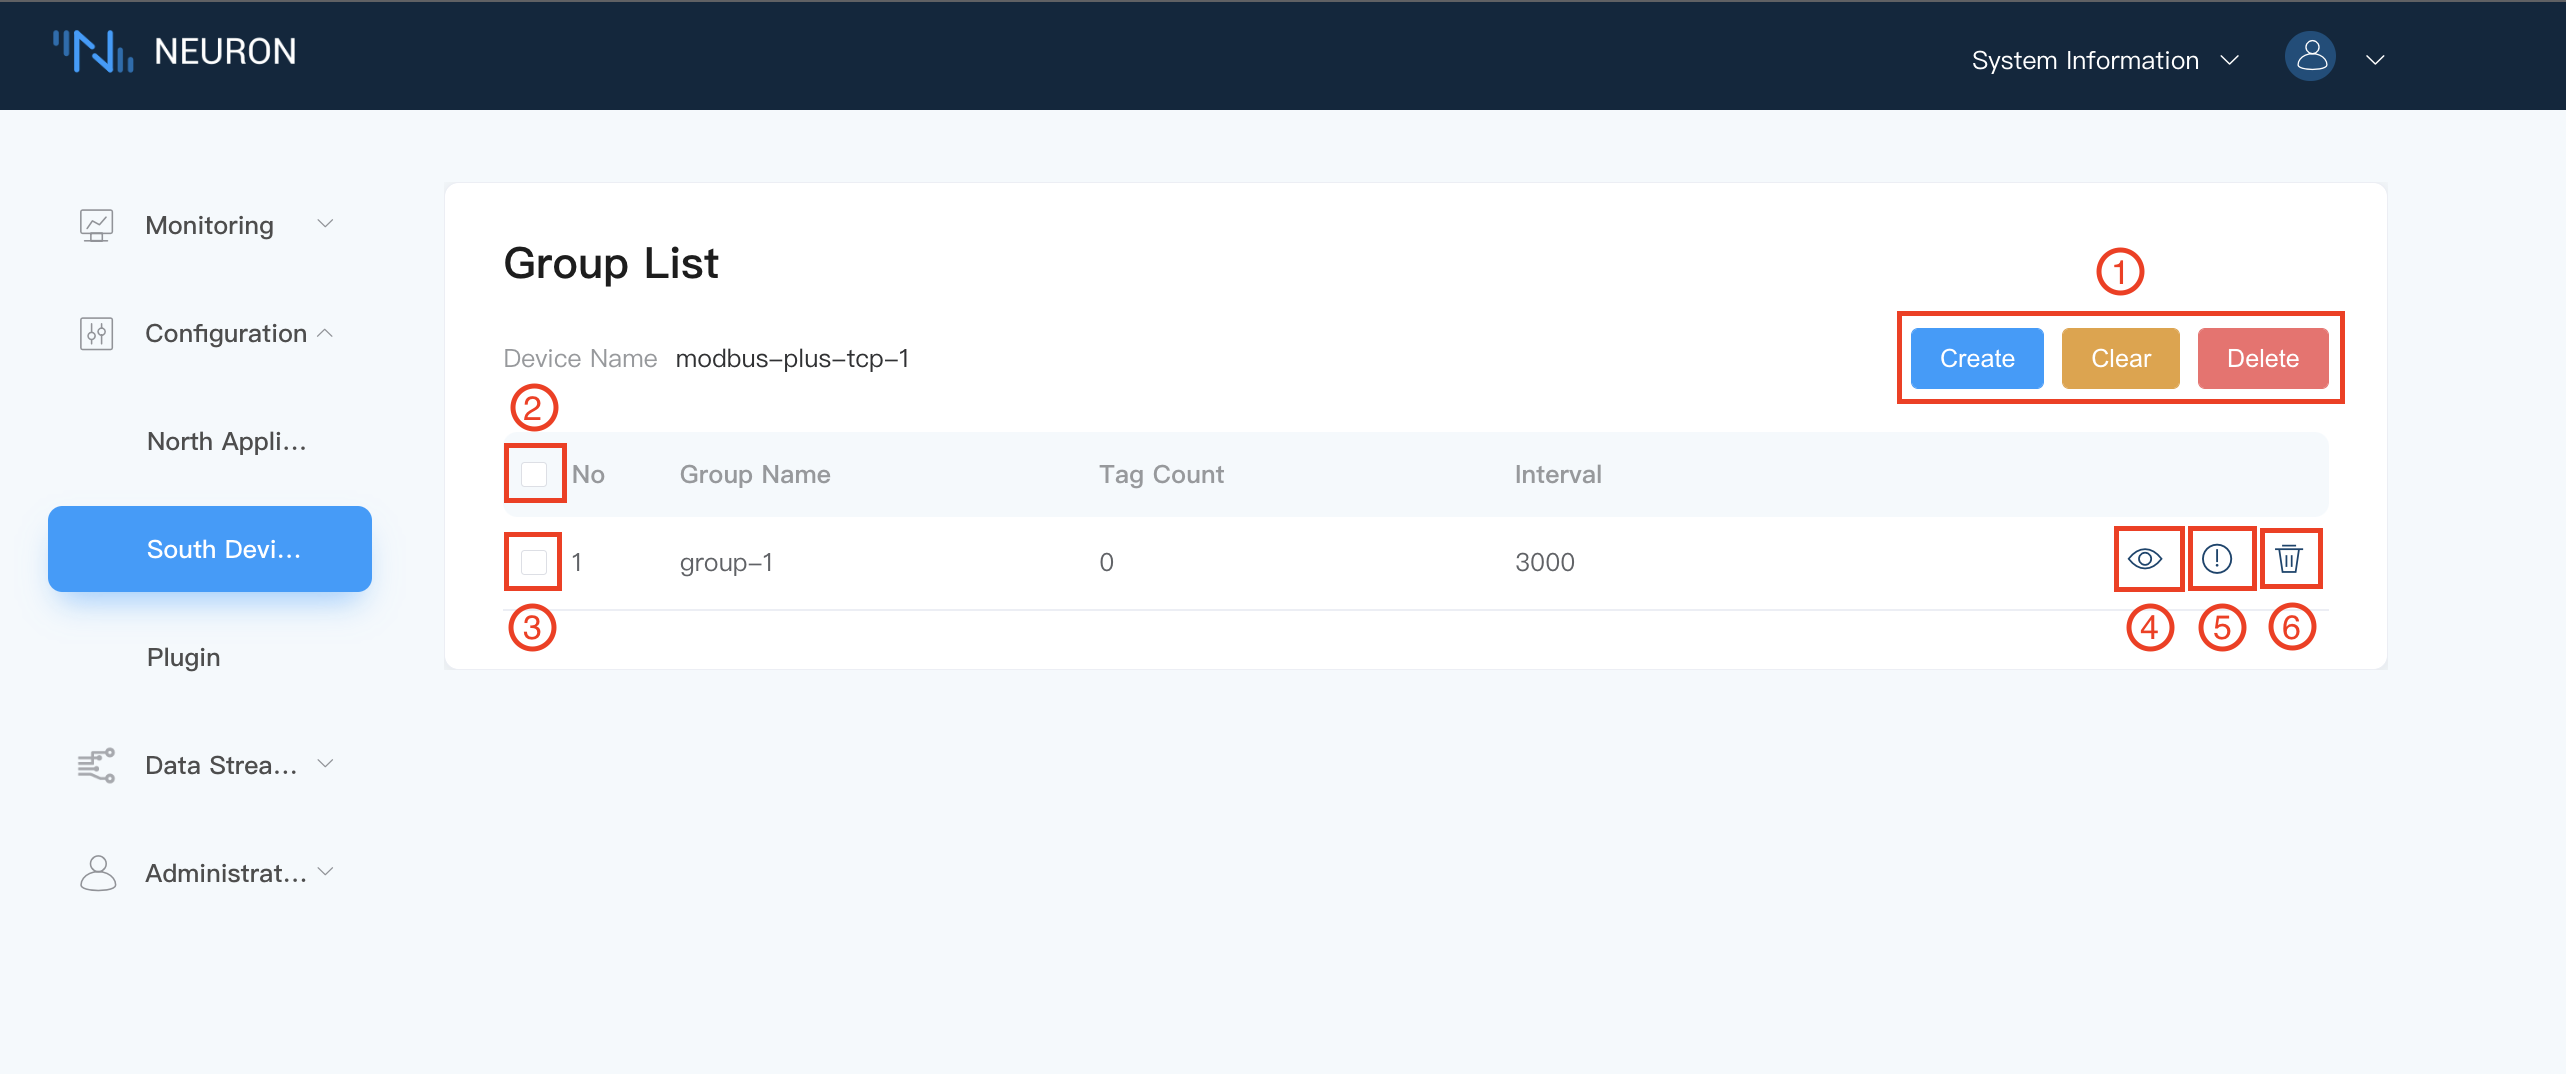 NEURON
System Information
Monitoring
Configuration
North Appli...
South Devi...
Plugin
Data Strea...
Administrat...
Group List
①
Device Name modbus-plus-tcp-1
Create Clear Delete
②
No Group Name Tag Count Interval
1 group-1 0 3000
③ ④ ⑤ ⑥